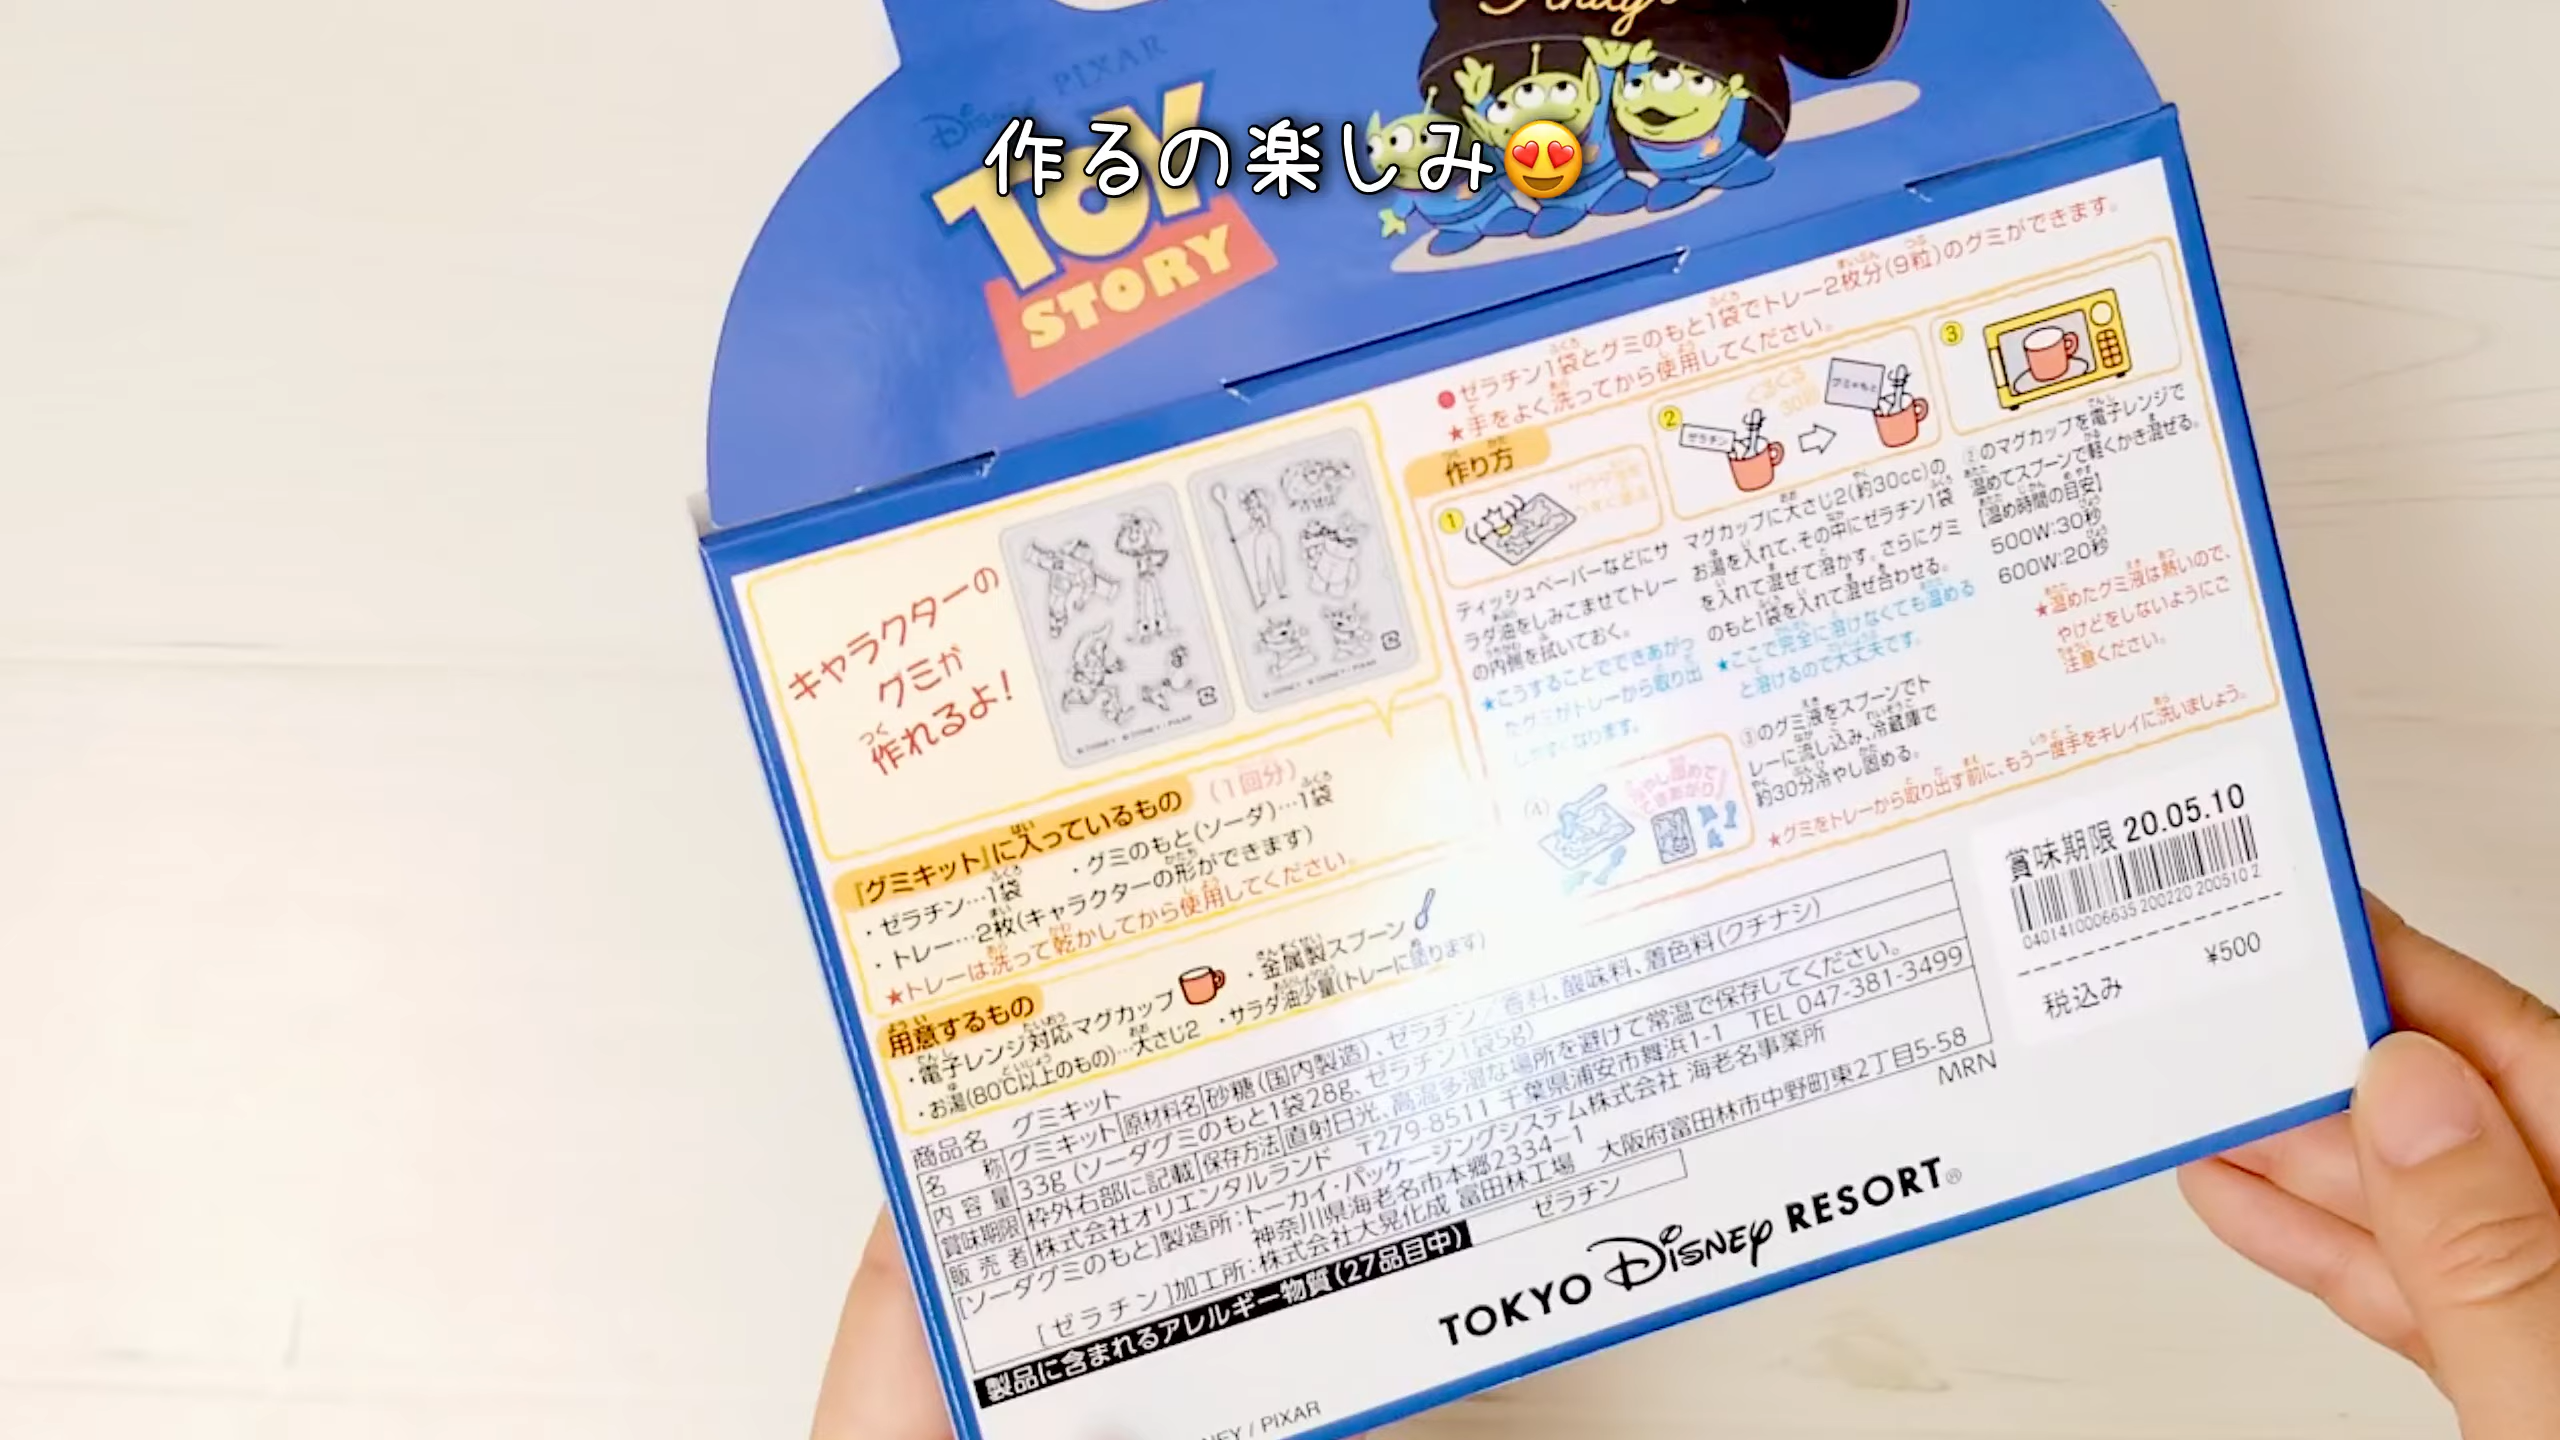 Andy's
Disney PIXAR
TOY
STORY
作るの楽しみ😍
●ゼラチン1袋とグミのもと1袋でトレー2枚分(9粒)のグミができます。
★手をよく洗ってから使用してください。
キャラクターの
グミが
作れるよ!
作り方
①
ティッシュペーパーなどにサ
ラダ油をしみこませてトレー
の内側を拭いておく。
★こうすることでできあがっ
たグミがトレーから取り出
しやすくなります。
②
ゼラチン
グミのもと
くるくる
30秒
マグカップに大さじ2(約30cc)の
お湯を入れて、その中にゼラチン1袋
を入れて混ぜて溶かす。さらにグミ
のもと1袋を入れて混ぜ合わせる。
★ここで完全に溶けなくても温める
と溶けるので大丈夫です。
③
②のマグカップを電子レンジで
温めてスプーンで軽くかき混ぜる。
【温め時間の目安】
500W:30秒
600W:20秒
★温めたグミ液は熱いので、
やけどをしないようにご
注意ください。
冷やし固めて
できあがり!
③のグミ液をスプーンでト
レーに流し込み、冷蔵庫で
約30分冷やし固める。
★グミをトレーから取り出す前に、もう一度手をキレイに洗いましょう。
『グミキット』に入っているもの (1回分)
・ゼラチン…1袋 ・グミのもと(ソーダ)…1袋
・トレー…2枚(キャラクターの形ができます)
★トレーは洗って乾かしてから使用してください。
用意するもの
・電子レンジ対応マグカップ ・金属製スプーン
・お湯(80℃以上のもの)…大さじ2 ・サラダ油少量(トレーに塗ります)
商品名 グミキット
名称 グミキット 原材料名 砂糖(国内製造)、ゼラチン/香料、酸味料、着色料(クチナシ)
内容量 33g (ソーダグミのもと1袋28g、ゼラチン1袋5g)
賞味期限 枠外右部に記載 保存方法 直射日光、高温多湿な場所を避けて常温で保存してください。
販売者 株式会社オリエンタルランド 〒279-8511 千葉県浦安市舞浜1-1 TEL 047-381-3499
[ソーダグミのもと]製造所:トーカイ・パッケージングシステム株式会社 海老名事業所
神奈川県海老名市本郷2334-1
[ゼラチン]加工所:株式会社大晃化成 富田林工場 大阪府富田林市中野町東2丁目5-58
製品に含まれるアレルギー物質(27品目中) ゼラチン
MRN
賞味期限 20.05.10
0401410006635 200220 200510 2
¥500
税込み
TOKYO Disney RESORT®
NEY / PIXAR